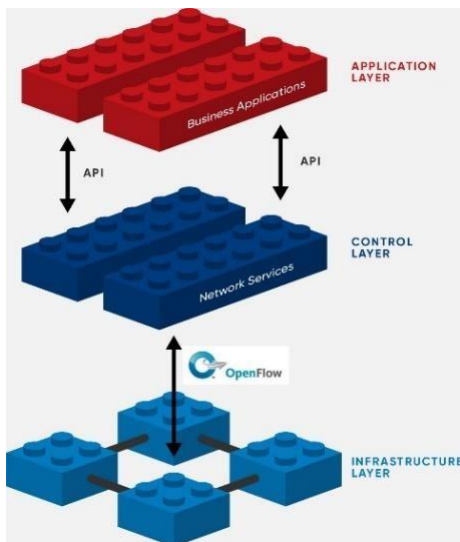 APPLICATION
LAYER
Business Applications
API
API
CONTROL
LAYER
Network Services
OpenFlow
INFRASTRUCTURE
LAYER